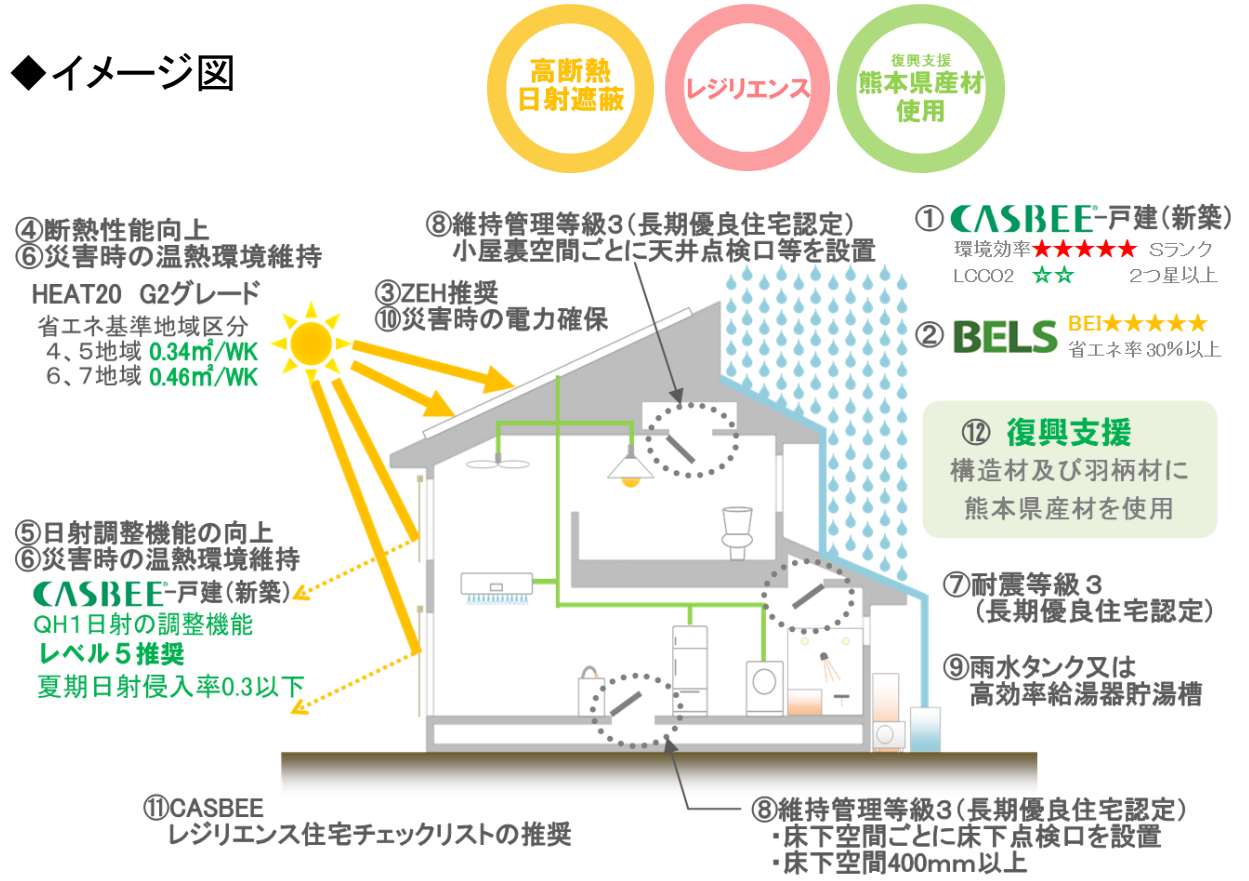 ◆イメージ図
高断熱
日射遮蔽
レジリエンス
復興支援
熊本県産材
使用
④断熱性能向上
⑥災害時の温熱環境維持
HEAT20 G2グレード
省エネ基準地域区分
4、5地域 0.34㎡/WK
6、7地域 0.46㎡/WK
⑧維持管理等級3(長期優良住宅認定)
小屋裏空間ごとに天井点検口等を設置
③ZEH推奨
⑩災害時の電力確保
①CASBEE®-戸建(新築)
環境効率★★★★★ Sランク
LCCO2 ☆☆ 2つ星以上
②BELS BEI★★★★★
省エネ率30%以上
⑫ 復興支援
構造材及び羽柄材に
熊本県産材を使用
⑤日射調整機能の向上
⑥災害時の温熱環境維持
CASBEE®-戸建(新築)
QH1日射の調整機能
レベル5推奨
夏期日射侵入率0.3以下
⑦耐震等級3
(長期優良住宅認定)
⑨雨水タンク又は
高効率給湯器貯湯槽
⑪CASBEE
レジリエンス住宅チェックリストの推奨
⑧維持管理等級3(長期優良住宅認定)
・床下空間ごとに床下点検口を設置
・床下空間400mm以上